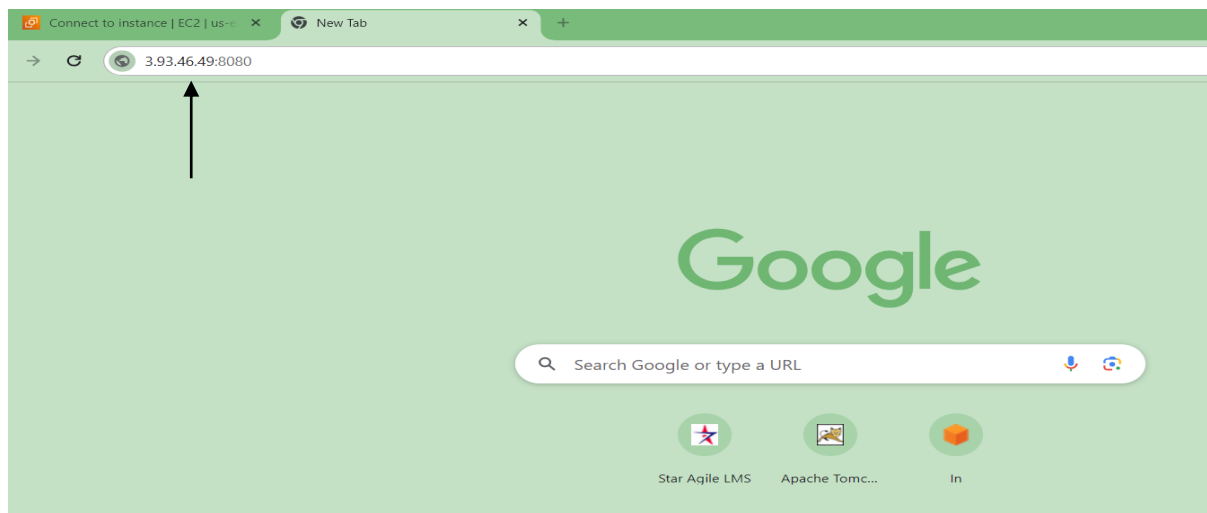 Connect to instance | EC2 | us-e
New Tab
3.93.46.49:8080
Google
Search Google or type a URL
Star Agile LMS
Apache Tomc...
In